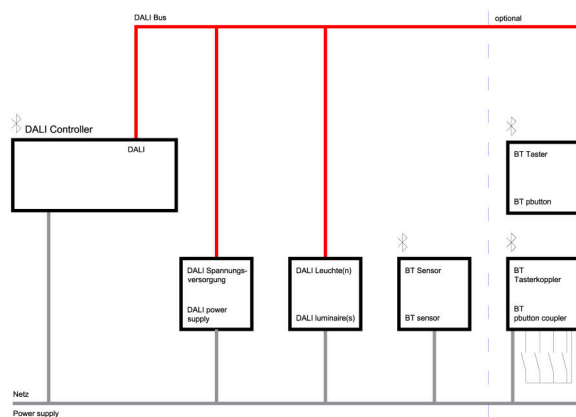 DALI Bus
optional
DALI Controller
DALI
BT Taster
BT pbutton
DALI Spannungs-
versorgung
DALI power
supply
DALI Leuchte(n)
DALI luminaire(s)
BT Sensor
BT sensor
BT
Tasterkoppler
BT
pbutton coupler
Netz
Power supply